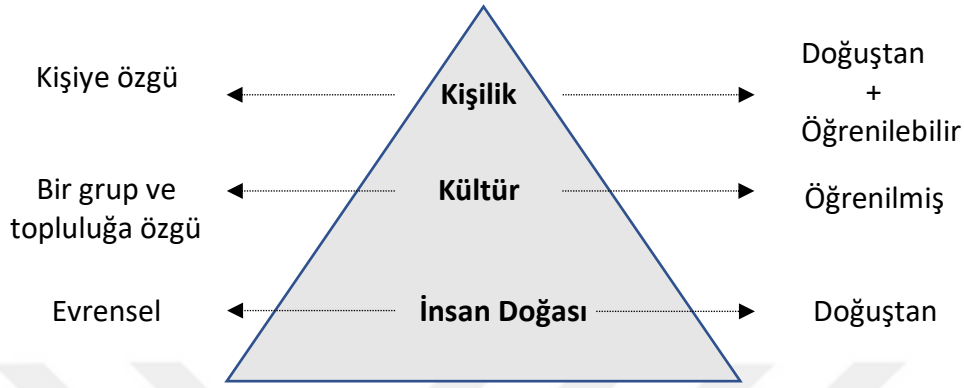 Kişiye özgü
Kişilik
Doğuştan
+
Öğrenilebilir
Bir grup ve
topluluğa özgü
Kültür
Öğrenilmiş
Evrensel
İnsan Doğası
Doğuştan